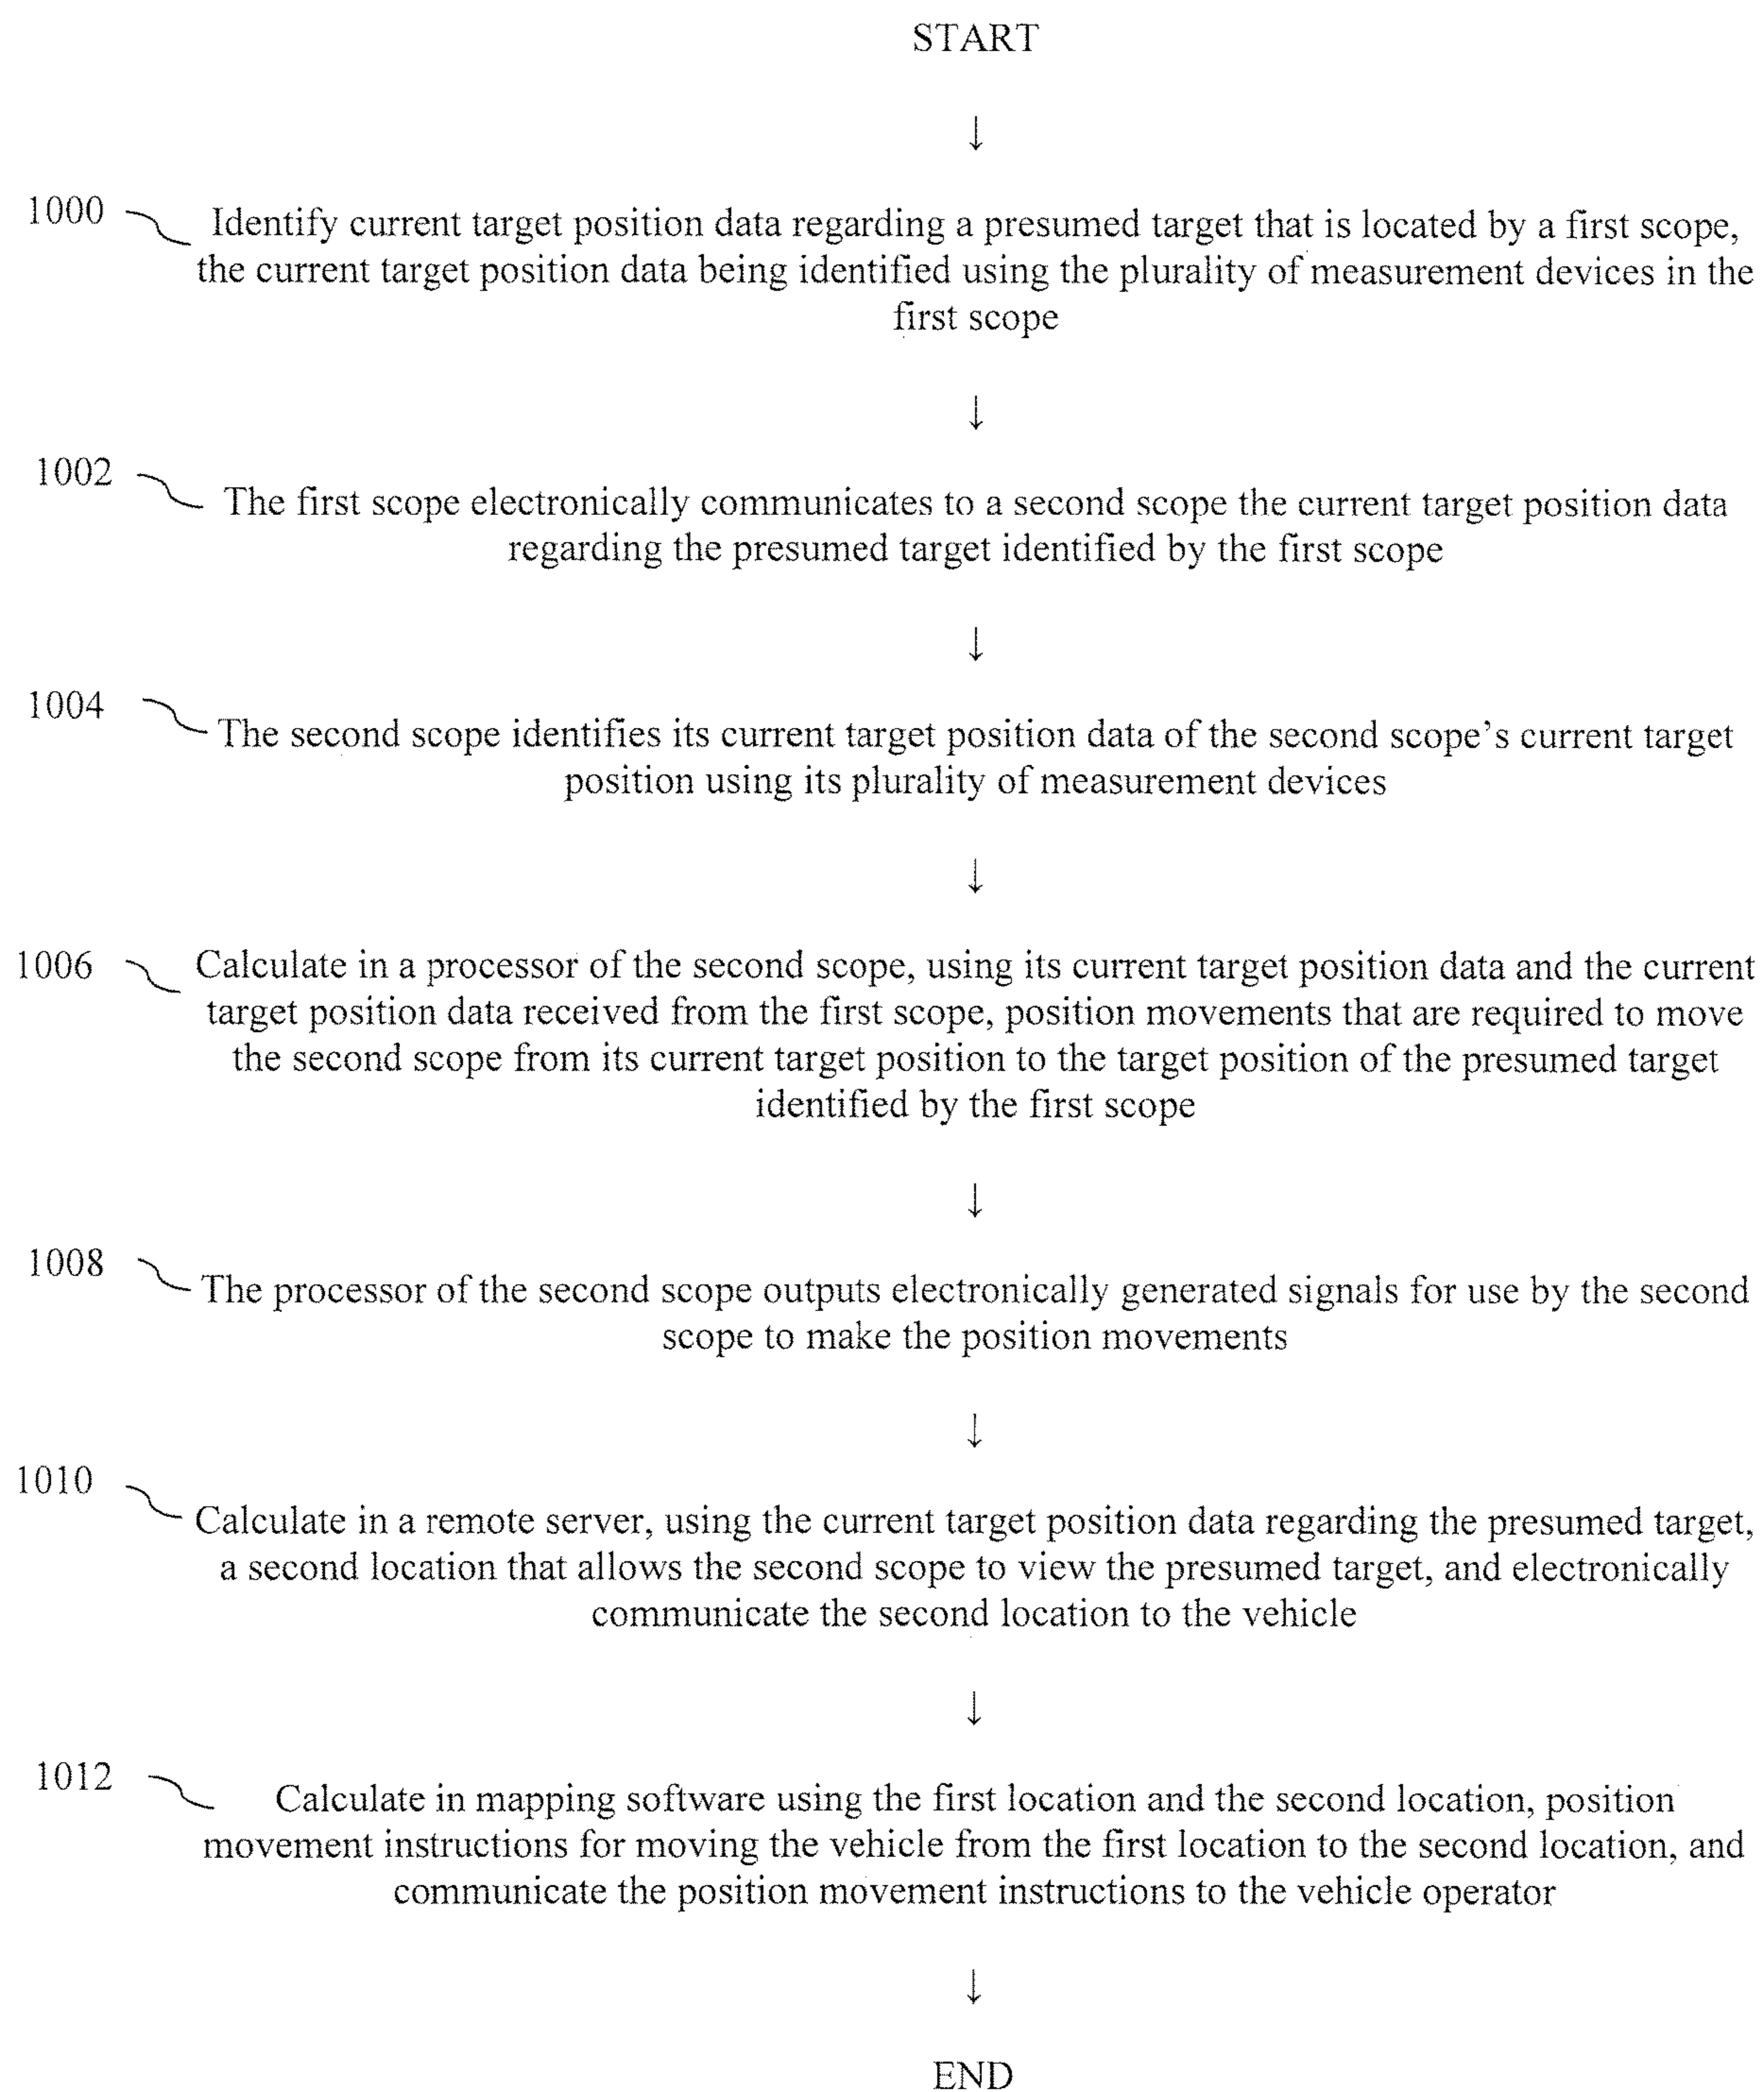 START
↓
1000 Identify current target position data regarding a presumed target that is located by a first scope,
the current target position data being identified using the plurality of measurement devices in the
first scope
↓
1002 The first scope electronically communicates to a second scope the current target position data
regarding the presumed target identified by the first scope
↓
1004 The second scope identifies its current target position data of the second scope's current target
position using its plurality of measurement devices
↓
1006 Calculate in a processor of the second scope, using its current target position data and the current
target position data received from the first scope, position movements that are required to move
the second scope from its current target position to the target position of the presumed target
identified by the first scope
↓
1008 The processor of the second scope outputs electronically generated signals for use by the second
scope to make the position movements
↓
1010 Calculate in a remote server, using the current target position data regarding the presumed target,
a second location that allows the second scope to view the presumed target, and electronically
communicate the second location to the vehicle
↓
1012 Calculate in mapping software using the first location and the second location, position
movement instructions for moving the vehicle from the first location to the second location, and
communicate the position movement instructions to the vehicle operator
↓
END